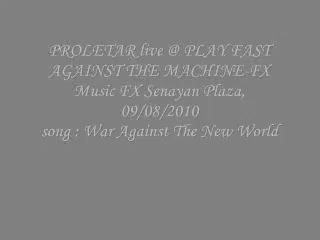 PROLETAR live @ PLAY FAST
AGAINST THE MACHINE-FX
Music FX Senayan Plaza,
09/08/2010
song : War Against The New World